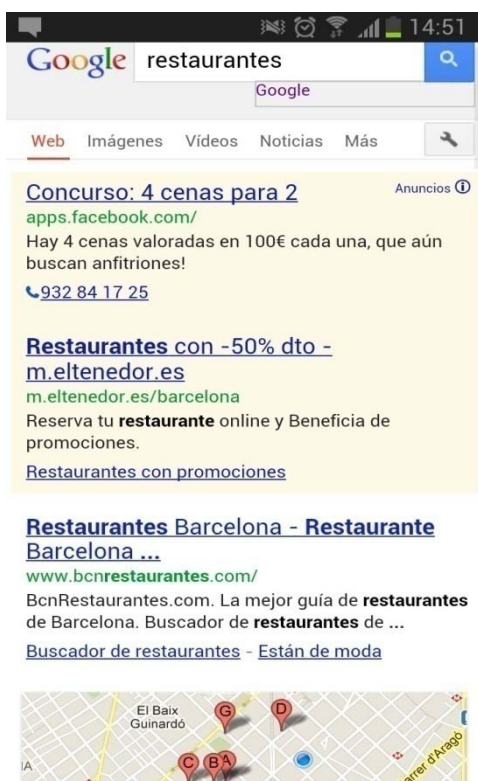 14:51
Google restaurantes
Google
Web Imágenes Vídeos Noticias Más
Concurso: 4 cenas para 2 Anuncios
apps.facebook.com/
Hay 4 cenas valoradas en 100€ cada una, que aún
buscan anfitriones!
932 84 17 25
Restaurantes con -50% dto -
m.eltenedor.es
m.eltenedor.es/barcelona
Reserva tu restaurante online y Beneficia de
promociones.
Restaurantes con promociones
Restaurantes Barcelona - Restaurante
Barcelona ...
www.bcnrestaurantes.com/
BcnRestaurantes.com. La mejor guía de restaurantes
de Barcelona. Buscador de restaurantes de ...
Buscador de restaurantes - Están de moda
El Baix
Guinardó
G D
C B A
d'Aragó